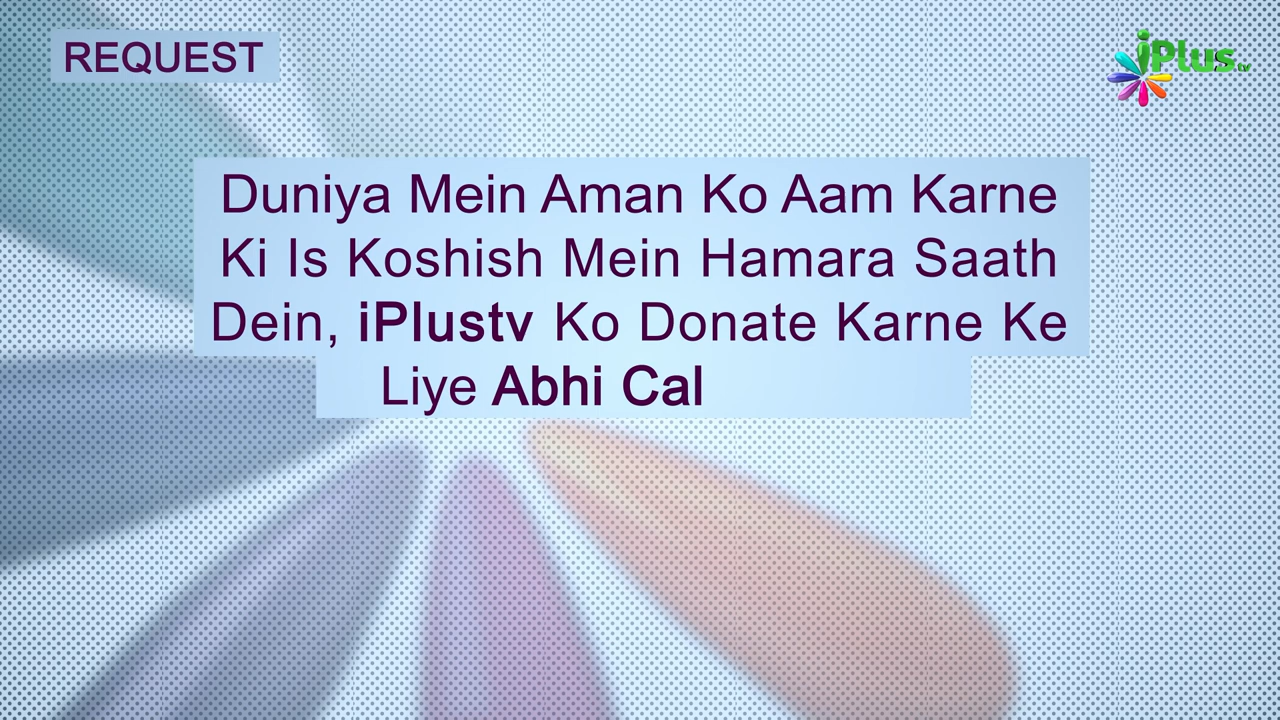 REQUEST
iPlus tv
Duniya Mein Aman Ko Aam Karne
Ki Is Koshish Mein Hamara Saath
Dein, iPlustv Ko Donate Karne Ke
Liye Abhi Cal